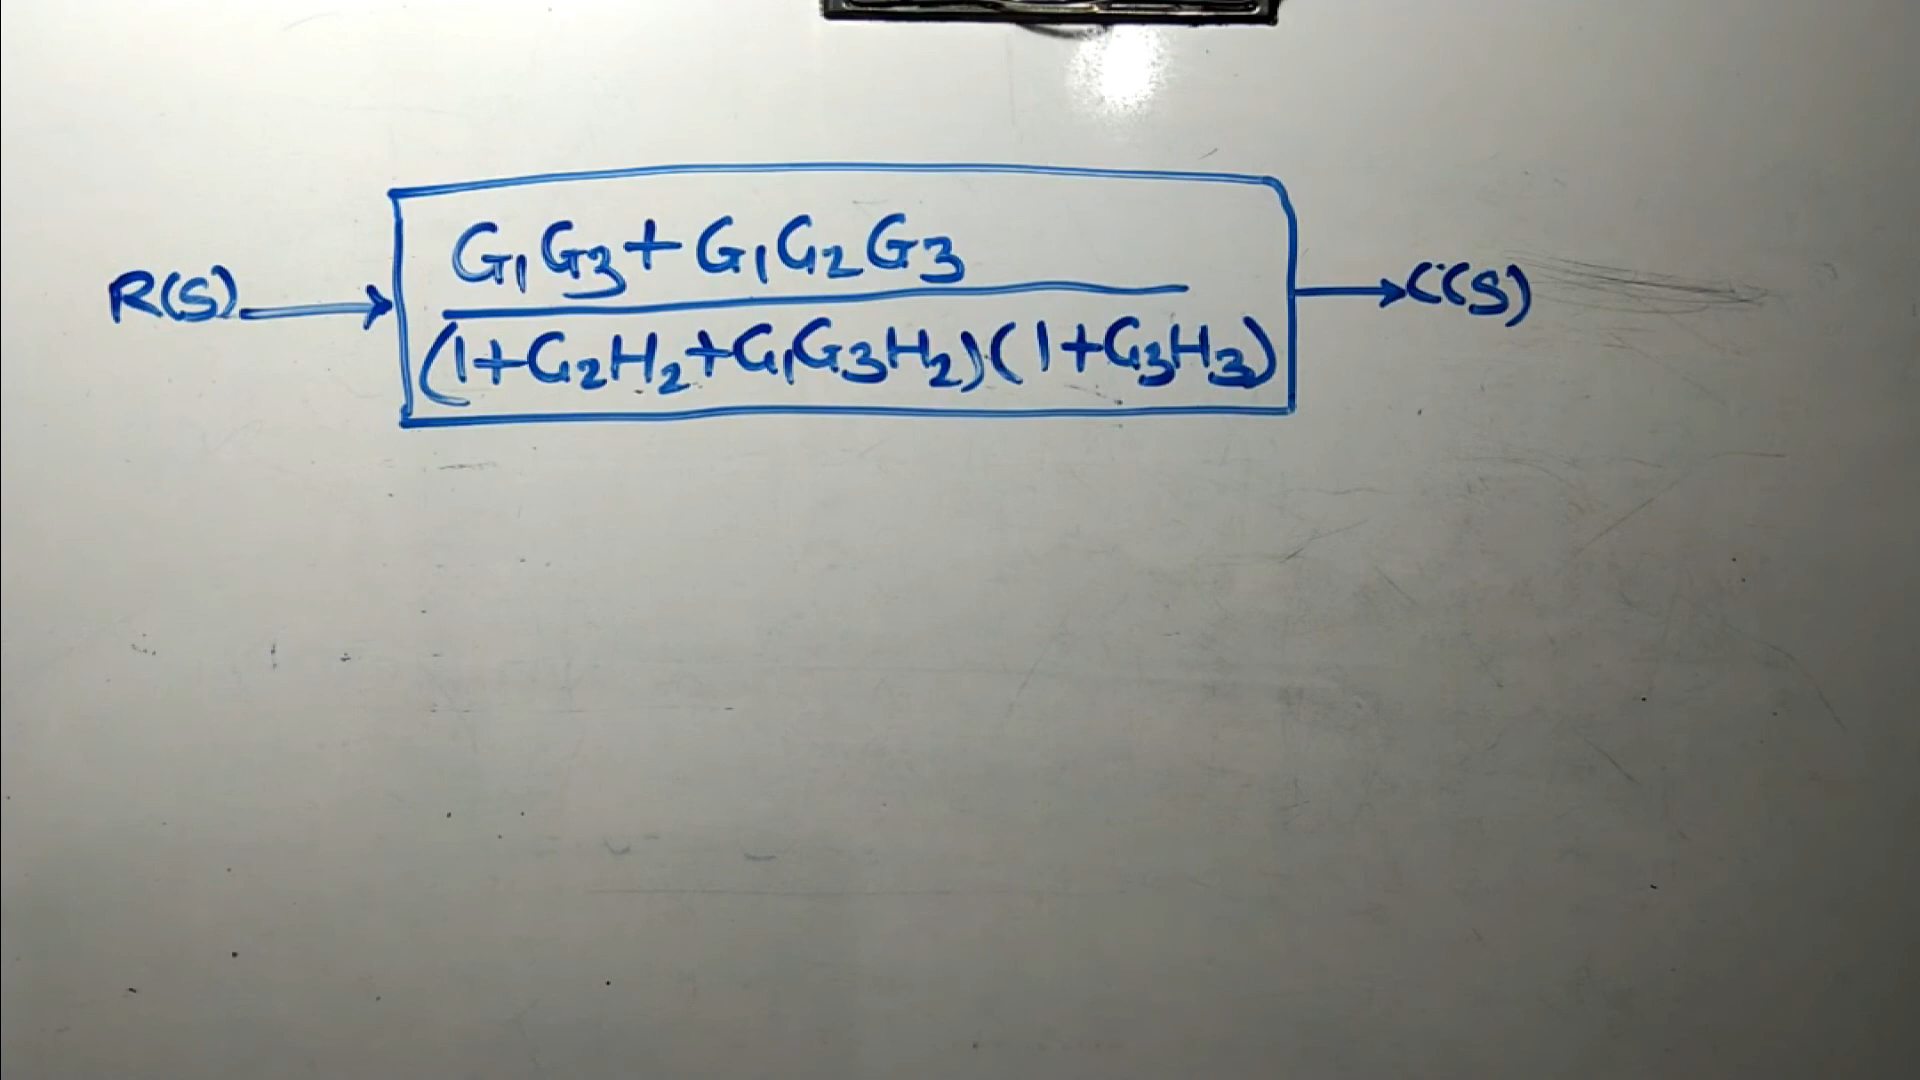 R(S) → G₁G₃+G₁G₂G₃ → C(S)
(1+G₂H₂+G₁G₃H₂)(1+G₃H₃)